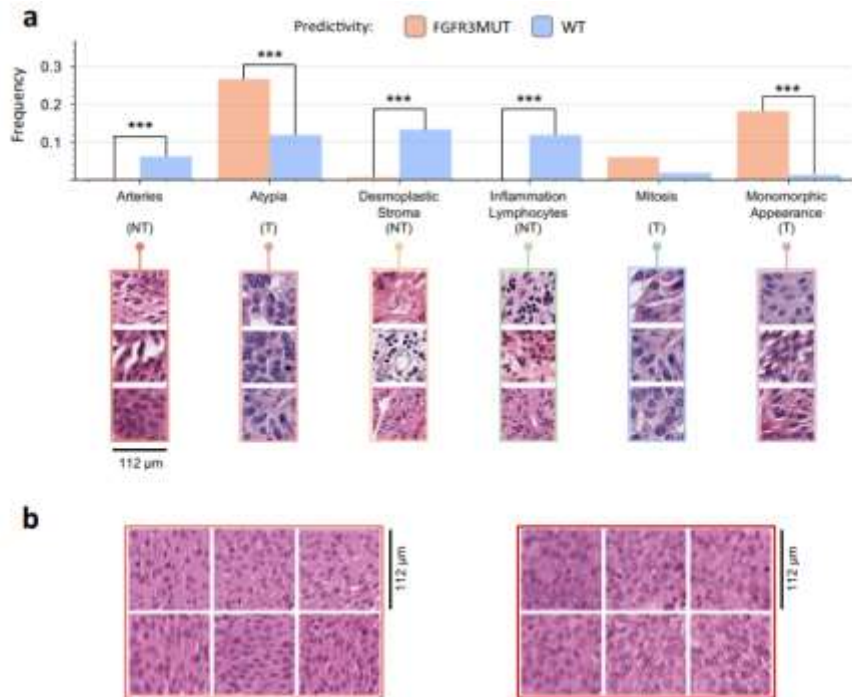 a
Predictivity: FGFR3MUT WT
Frequency
0.3
0.2
0.1
*** *** *** *** ***
Arteries Atypia Desmoplastic Stroma Inflammation Lymphocytes Mitosis Monomorphic Appearance
(NT) (T) (NT) (NT) (T) (T)
112 µm
b
112 µm 112 µm